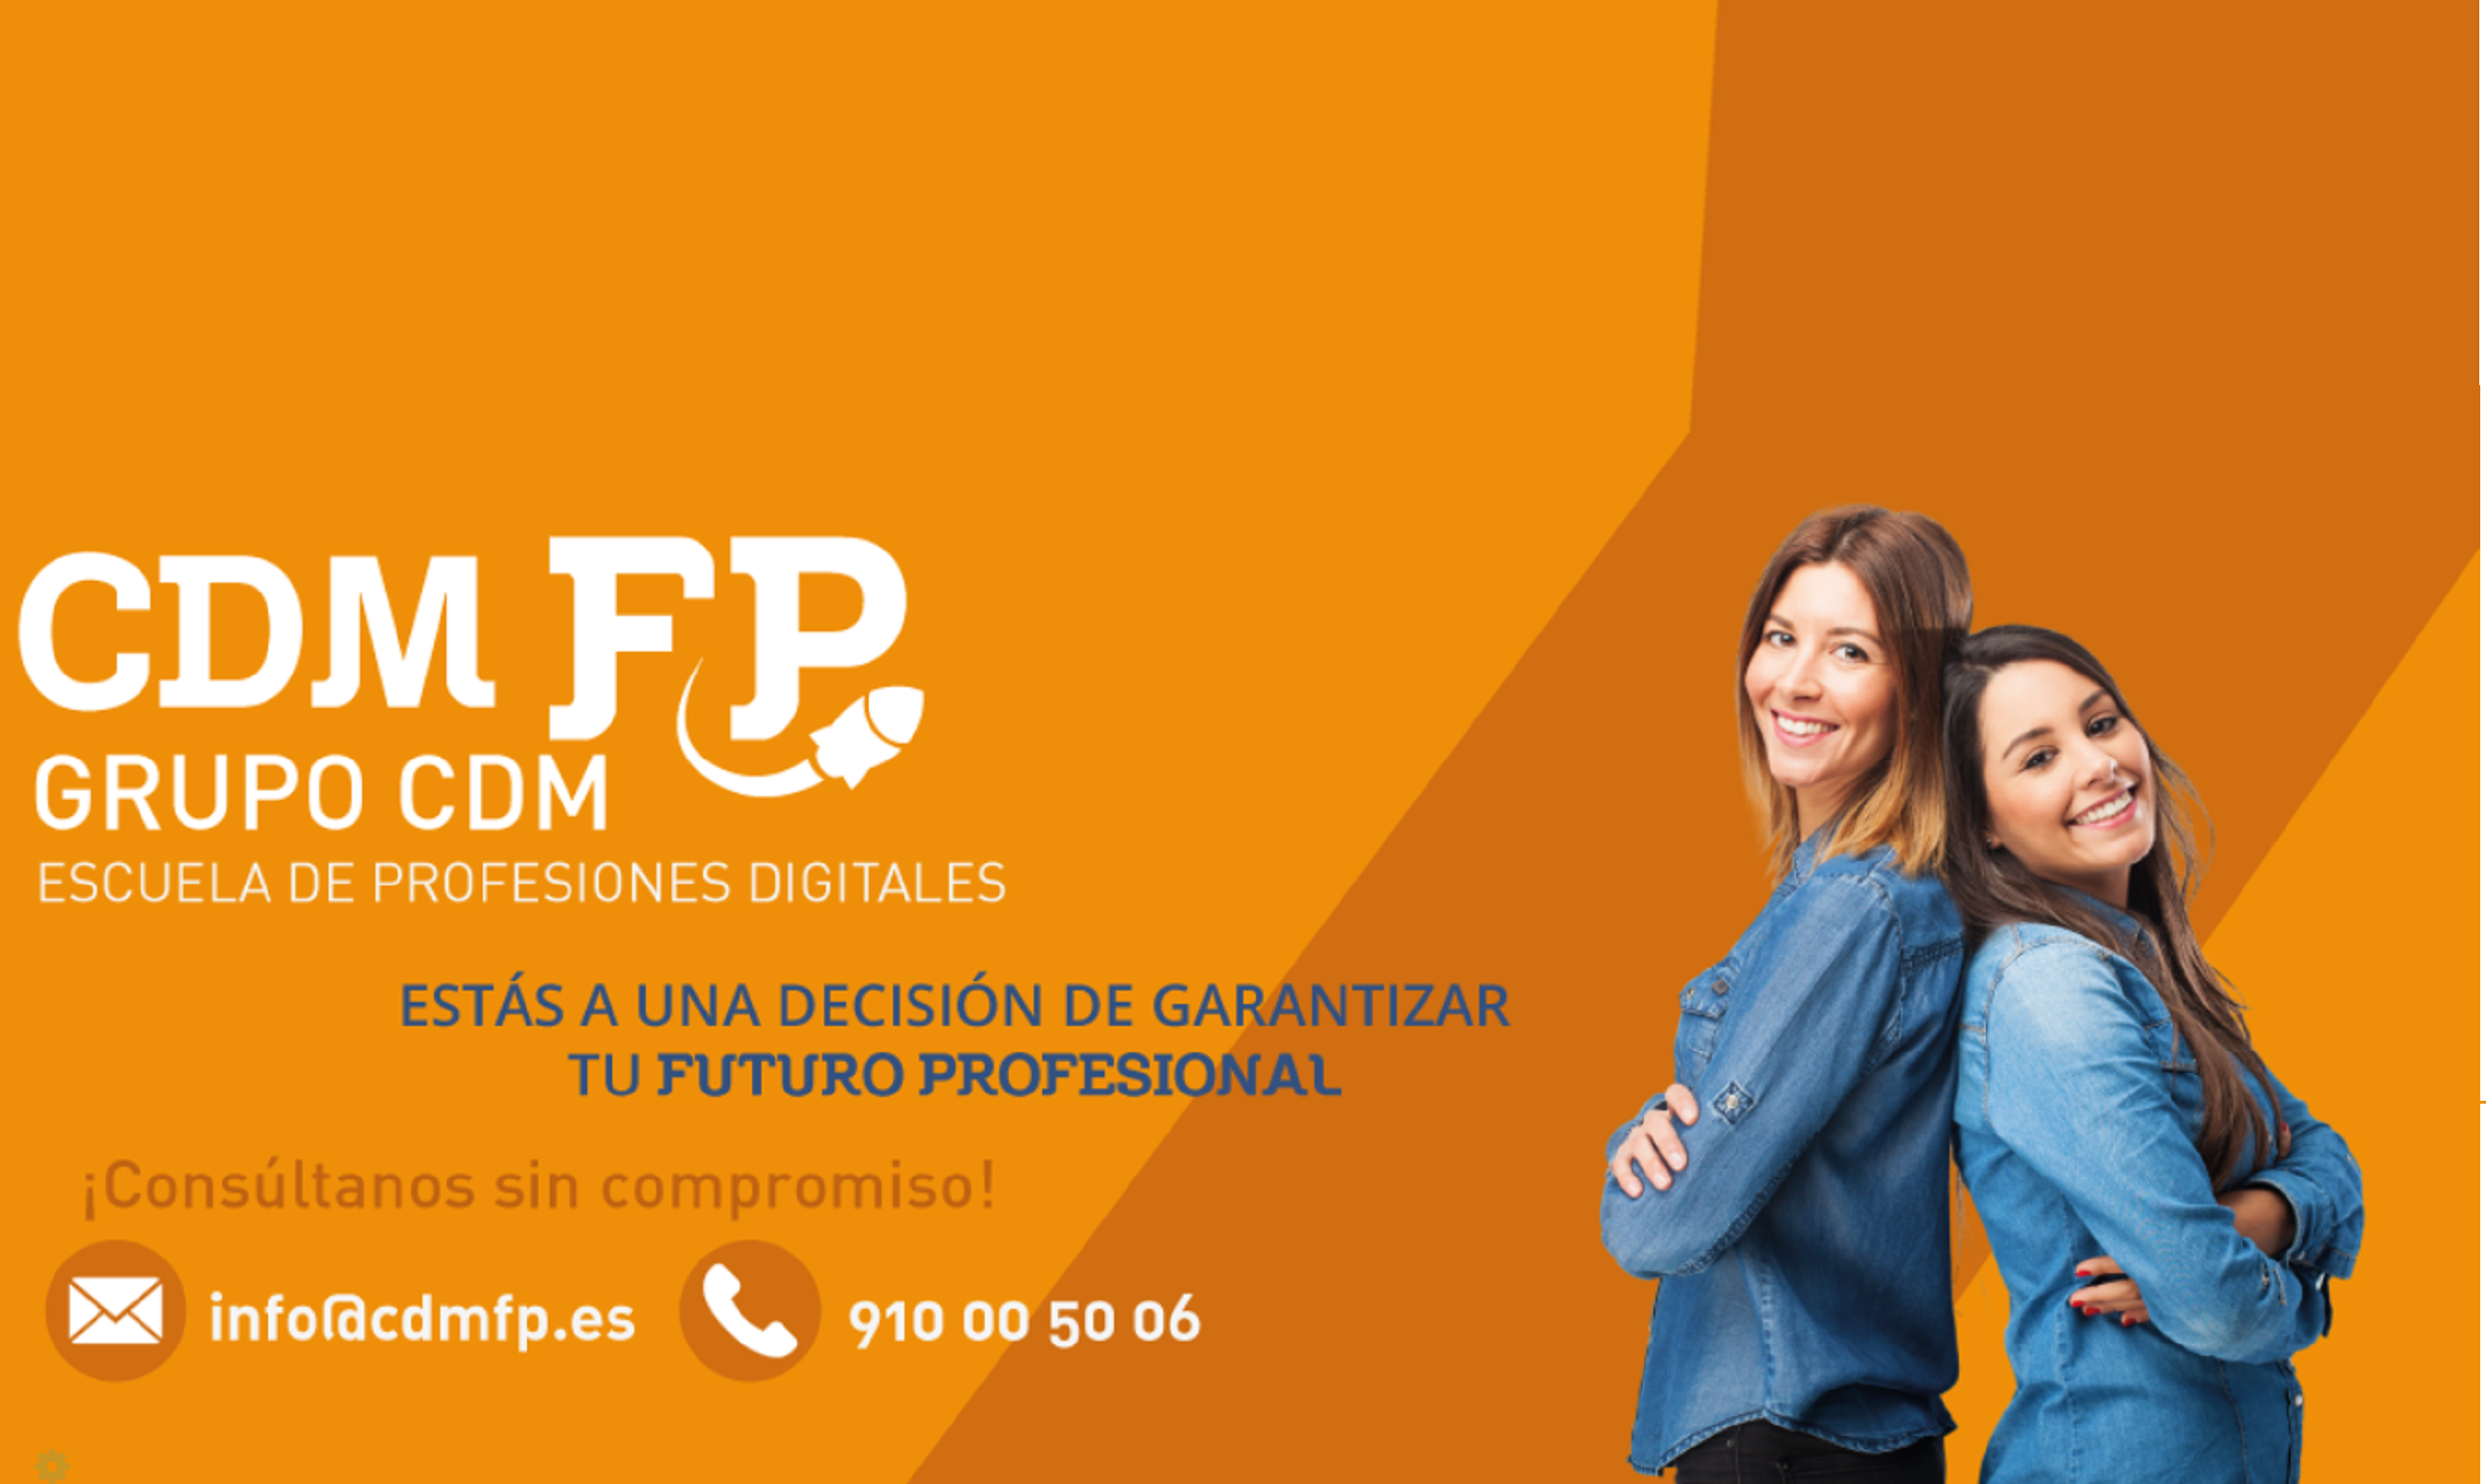 CDM FP
GRUPO CDM
ESCUELA DE PROFESIONES DIGITALES
ESTÁS A UNA DECISIÓN DE GARANTIZAR
TU FUTURO PROFESIONAL
¡Consúltanos sin compromiso!
info@cdmfp.es 910 00 50 06